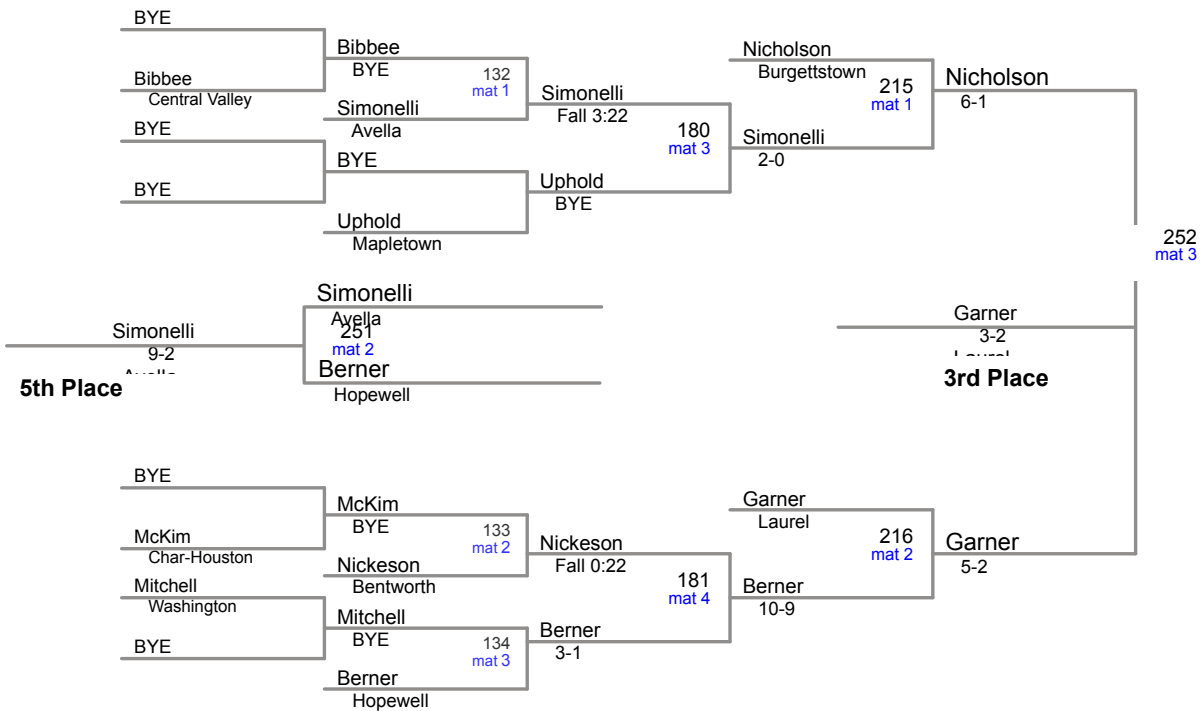 BYE
Bibbee
Central Valley
BYE
BYE
Bibbee
BYE
Simonelli
Avella
BYE
Uphold
Mapletown
132
mat 1
Simonelli
Fall 3:22
Uphold
BYE
180
mat 3
Nicholson
Burgettstown
Simonelli
2-0
215
mat 1
Nicholson
6-1
252
mat 3
Simonelli
Avella
251
mat 2
Berner
Hopewell
Simonelli
9-2
5th Place
Garner
3-2
3rd Place
BYE
McKim
Char-Houston
Mitchell
Washington
BYE
McKim
BYE
Nickeson
Bentworth
133
mat 2
Mitchell
BYE
Berner
Hopewell
134
mat 3
Nickeson
Fall 0:22
Berner
3-1
181
mat 4
Garner
Laurel
Berner
10-9
216
mat 2
Garner
5-2